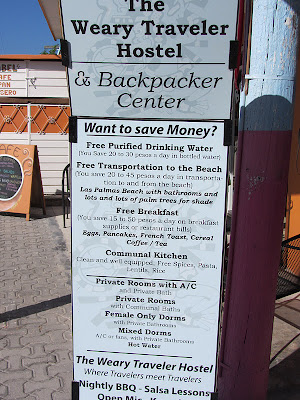 The
Weary Traveler
Hostel
& Backpacker
Center
Want to save Money?
Free Purified Drinking Water
(You Save 20 to 30 pesos a day in bottled water)
Free Transportation to the Beach
(You save 20 to 45 pesos a day in transporta-
tion to and from the beach)
Las Palmas Beach with bathrooms and
lots and lots of palm trees for shade
Free Breakfast
(You save 15 to 50 pesos a day on breakfast
supplies or restaurant bills)
Eggs, Pancakes, French Toast, Cereal
Coffee / Tea
Communal Kitchen
Clean and well equipped, Free Spices, Pasta,
Lentils, Rice
Private Rooms with A/C
and Private Bath
Private Rooms
with Communal Baths
Female Only Dorms
with Private Bathrooms
Mixed Dorms
A/C or fans, with Private Bathrooms
Hot Water
The Weary Traveler Hostel
Where Travelers meet Travelers
Nightly BBQ - Salsa Lessons
Open Mic